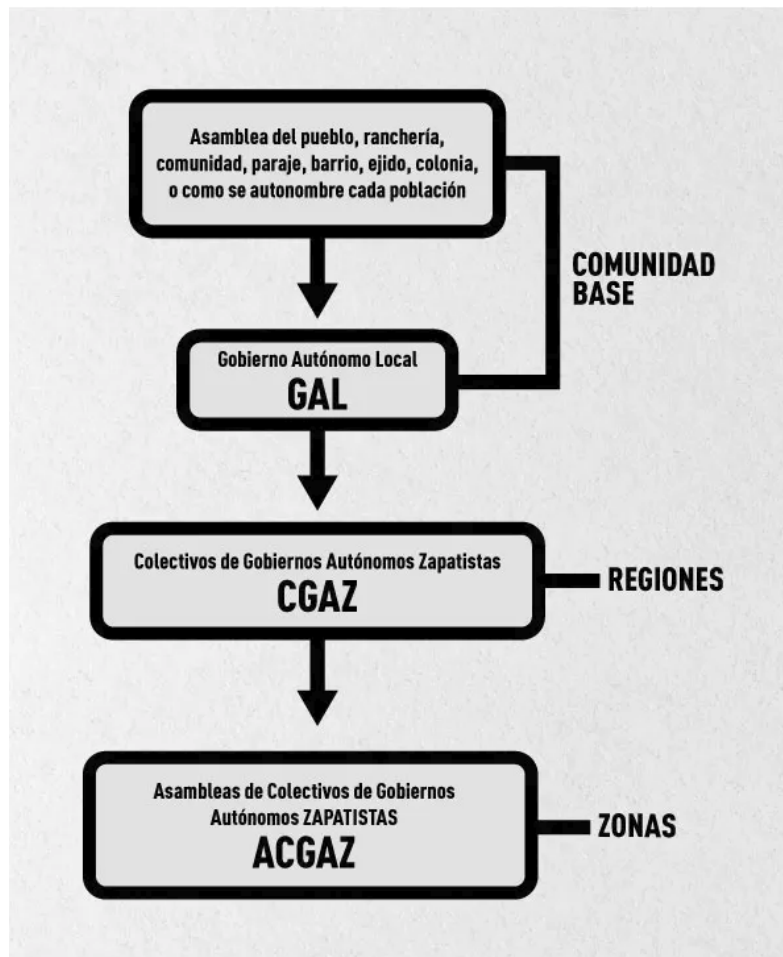 Asamblea del pueblo, ranchería,
comunidad, paraje, barrio, ejido, colonia,
o como se autonombre cada población
COMUNIDAD
BASE
Gobierno Autónomo Local
GAL
Colectivos de Gobiernos Autónomos Zapatistas
CGAZ
REGIONES
Asambleas de Colectivos de Gobiernos
Autónomos ZAPATISTAS
ACGAZ
ZONAS